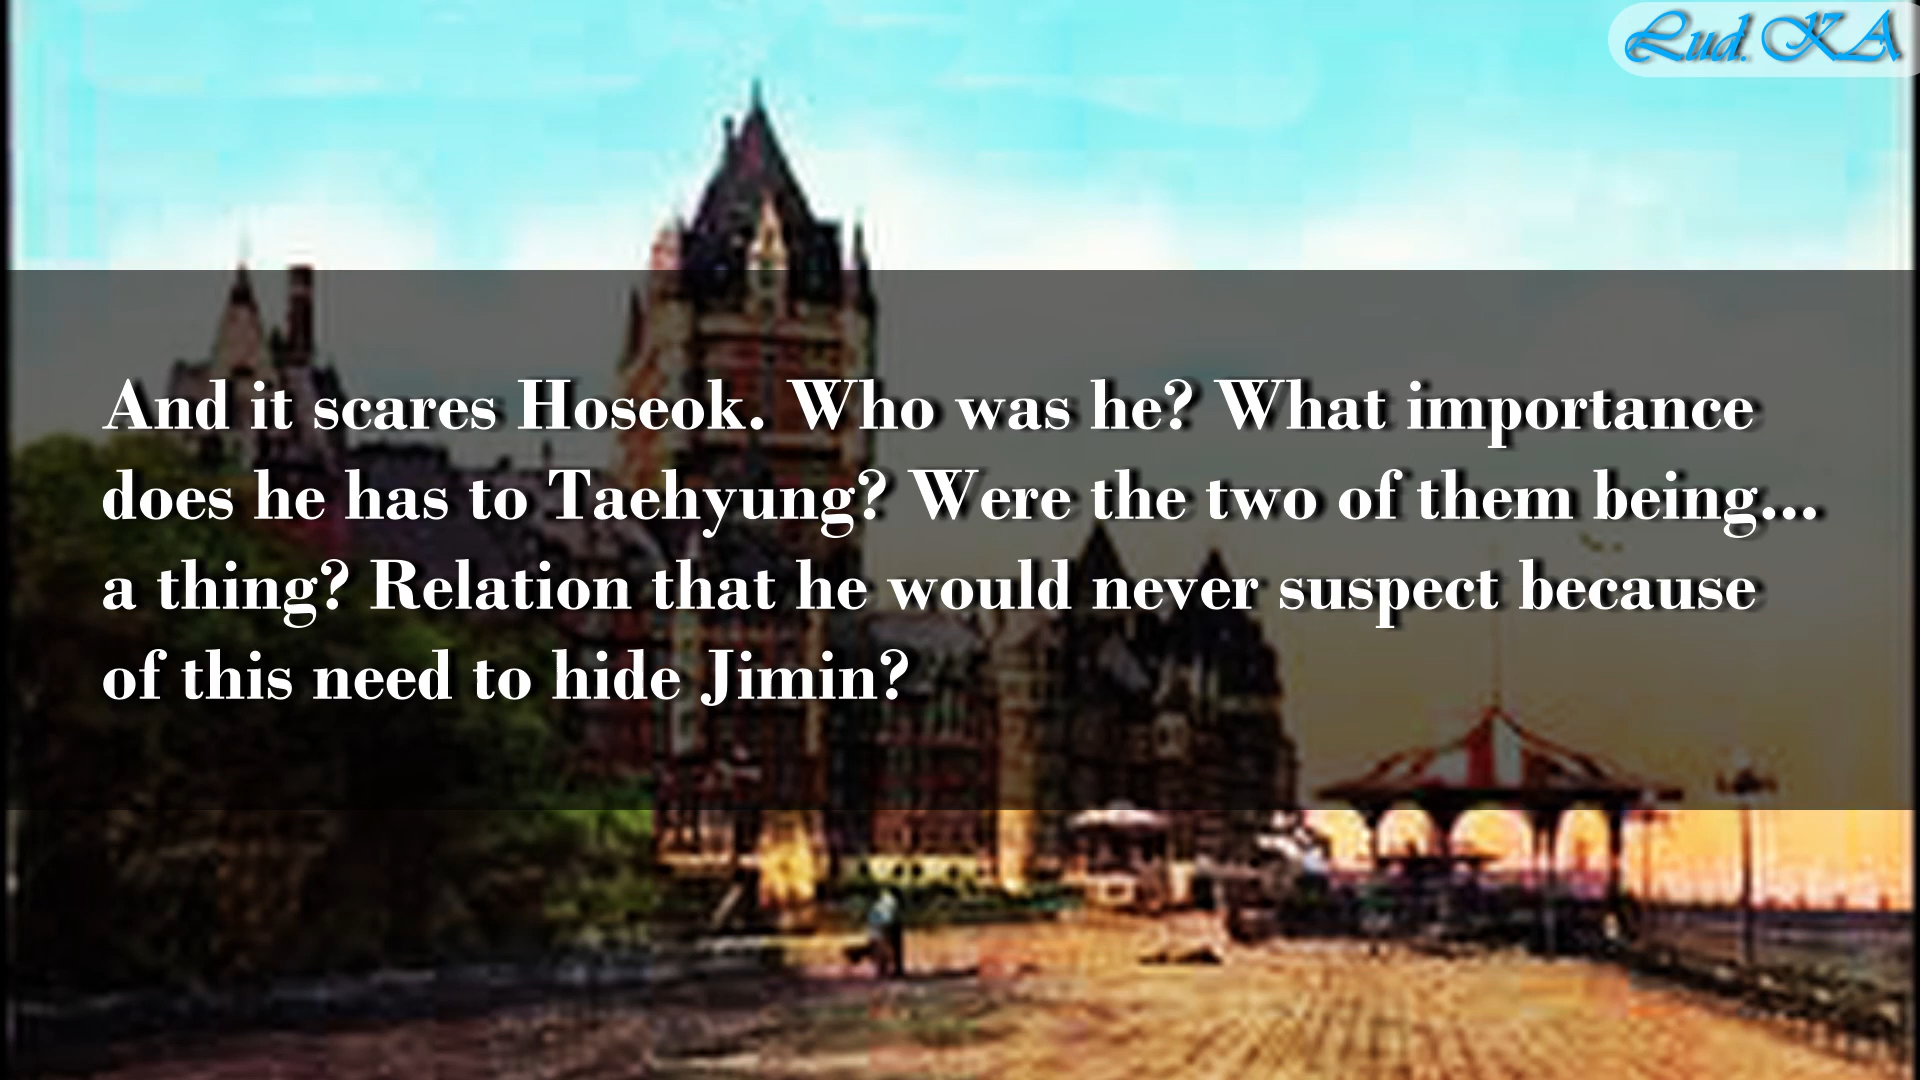 Lud. KA
And it scares Hoseok. Who was he? What importance
does he has to Taehyung? Were the two of them being...
a thing? Relation that he would never suspect because
of this need to hide Jimin?